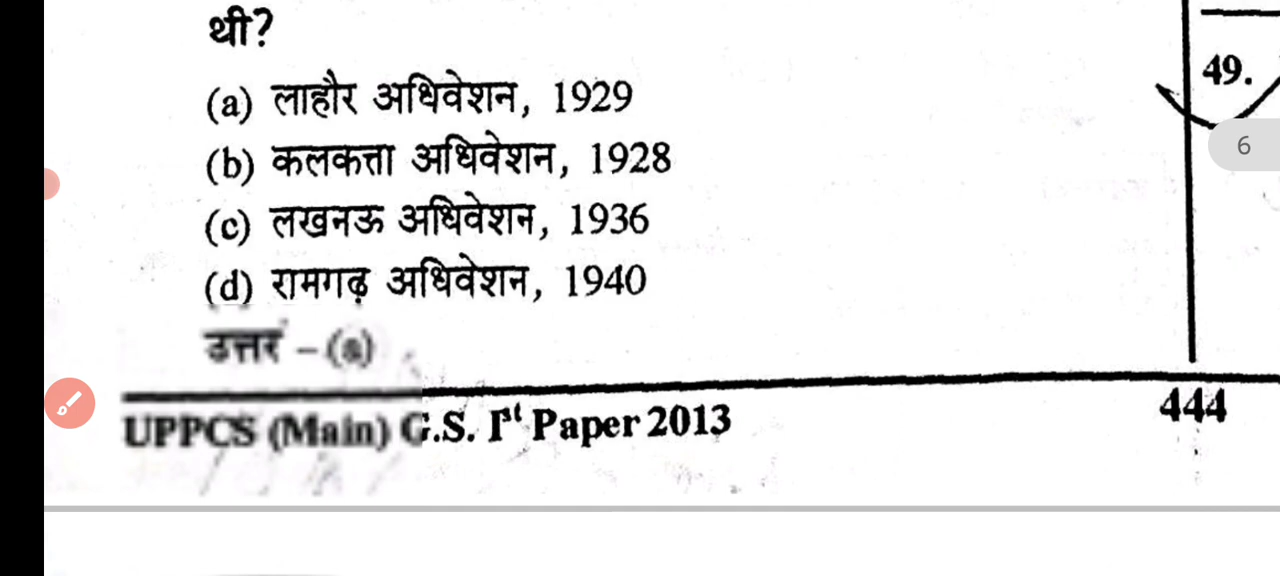 थी?
(a) लाहौर अधिवेशन, 1929
(b) कलकत्ता अधिवेशन, 1928
(c) लखनऊ अधिवेशन, 1936
(d) रामगढ़ अधिवेशन, 1940
उत्तर – (a)
49.
6
UPPCS (Main) G.S. Iˢᵗ Paper 2013
444